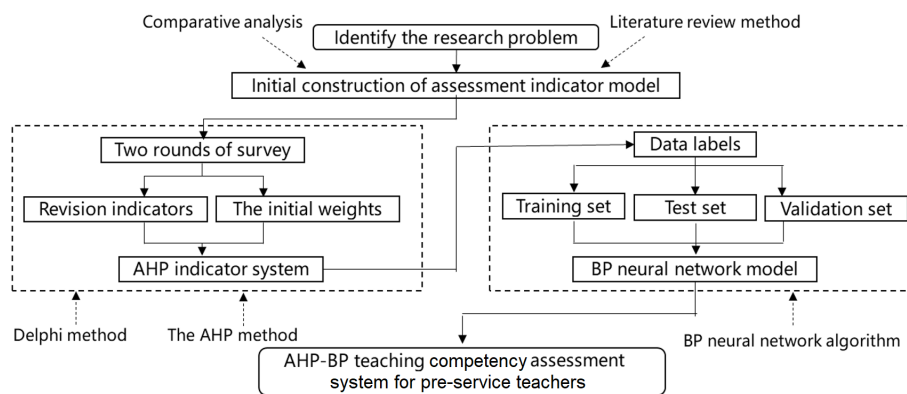 Comparative analysis
Literature review method
Identify the research problem
Initial construction of assessment indicator model
Two rounds of survey
Revision indicators
The initial weights
AHP indicator system
Delphi method
The AHP method
Data labels
Training set
Test set
Validation set
BP neural network model
BP neural network algorithm
AHP-BP teaching competency assessment
system for pre-service teachers